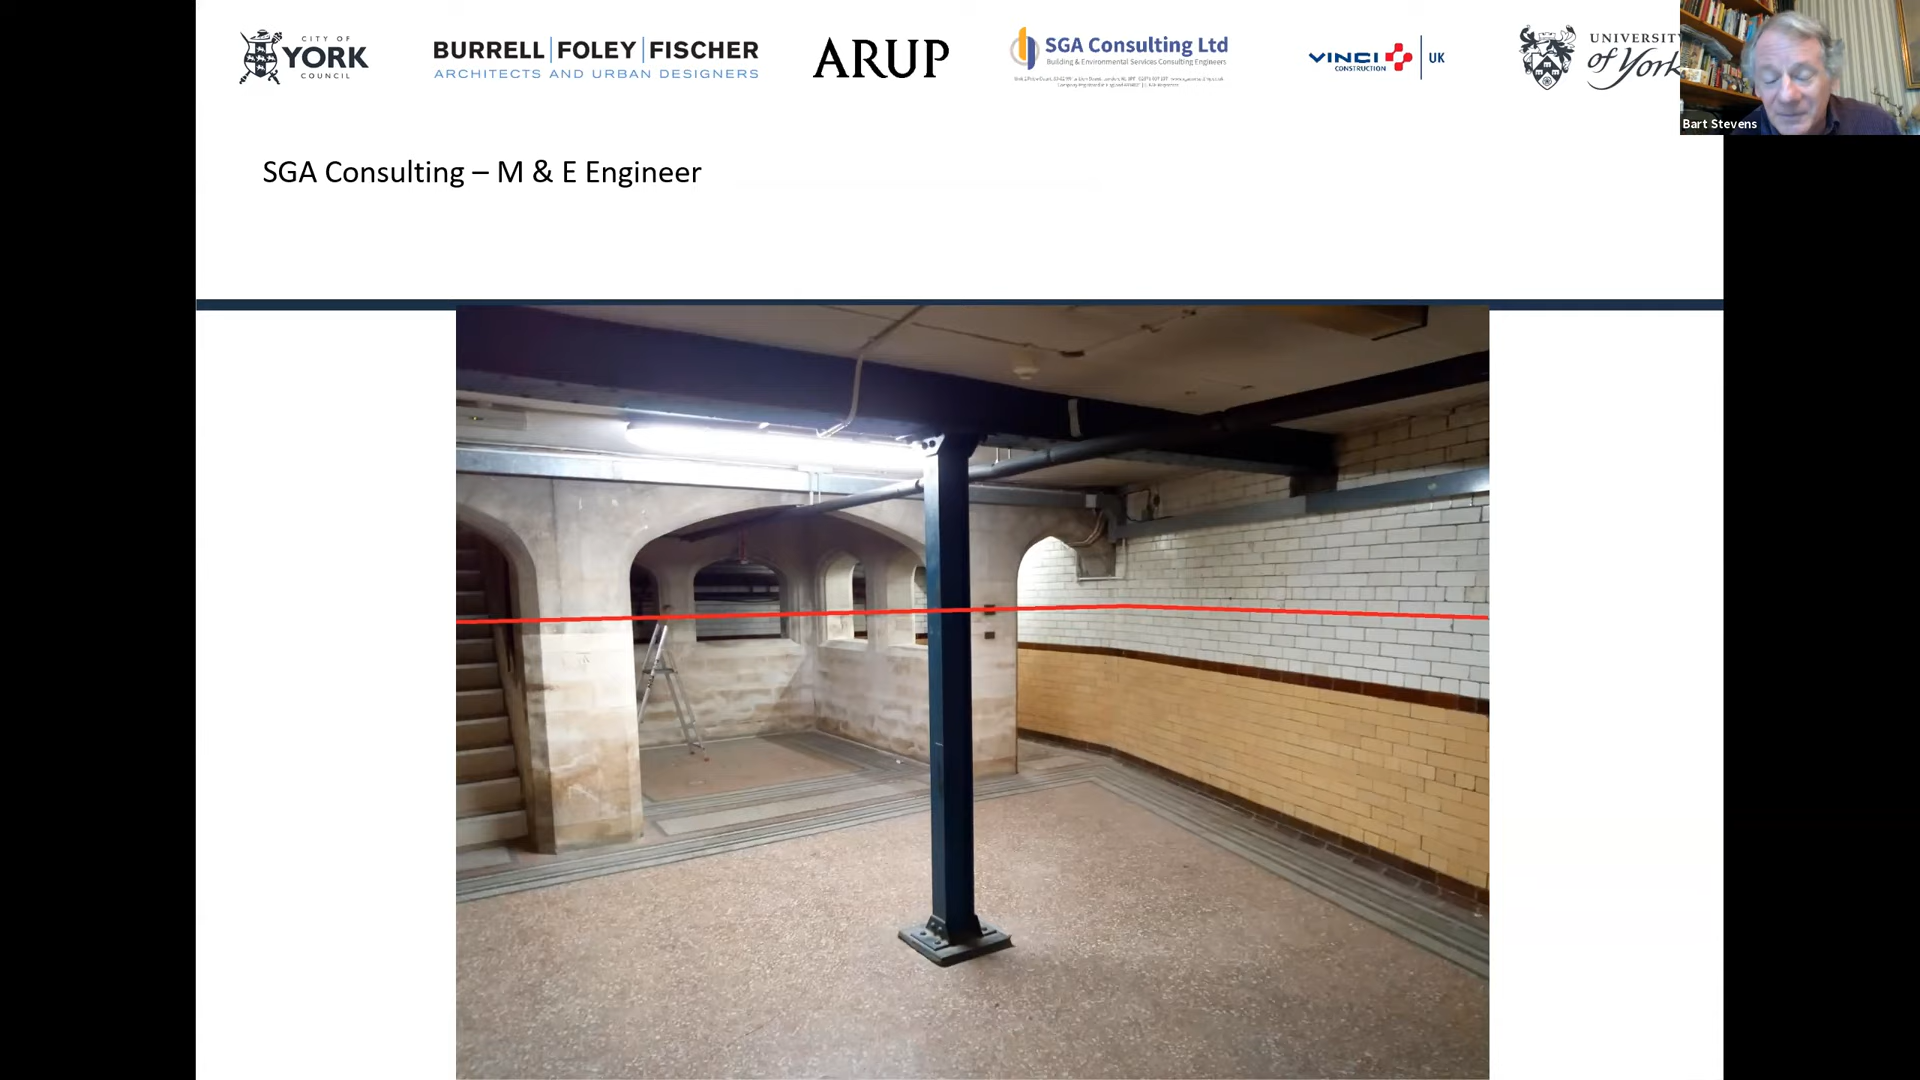 CITY OF
YORK
COUNCIL
BURRELL|FOLEY|FISCHER
ARCHITECTS AND URBAN DESIGNERS
ARUP
SGA Consulting Ltd
Building & Environmental Services Consulting Engineers
VINCI
CONSTRUCTION
UK
UNIVERSITY
of York
Bart Stevens
SGA Consulting – M & E Engineer